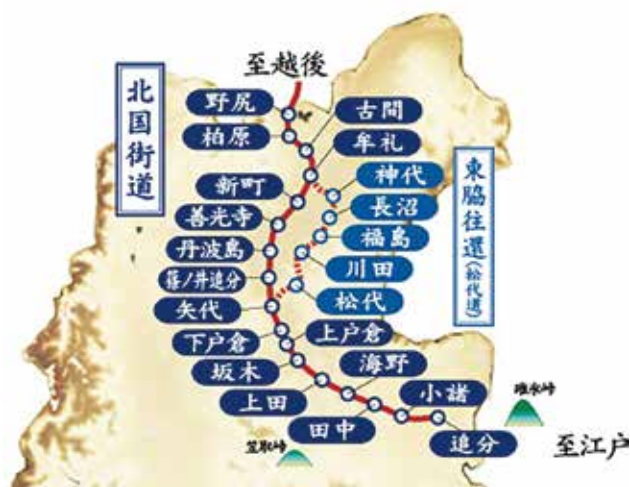 至越後
北国街道
野尻
古間
柏原
牟礼
神代
新町
長沼
善光寺
福島
丹波島
川田
篠ノ井追分
松代
矢代
東脇往還(松代道)
上戸倉
下戸倉
海野
坂木
小諸
上田
碓氷峠
田中
追分
至江戸
笠取峠